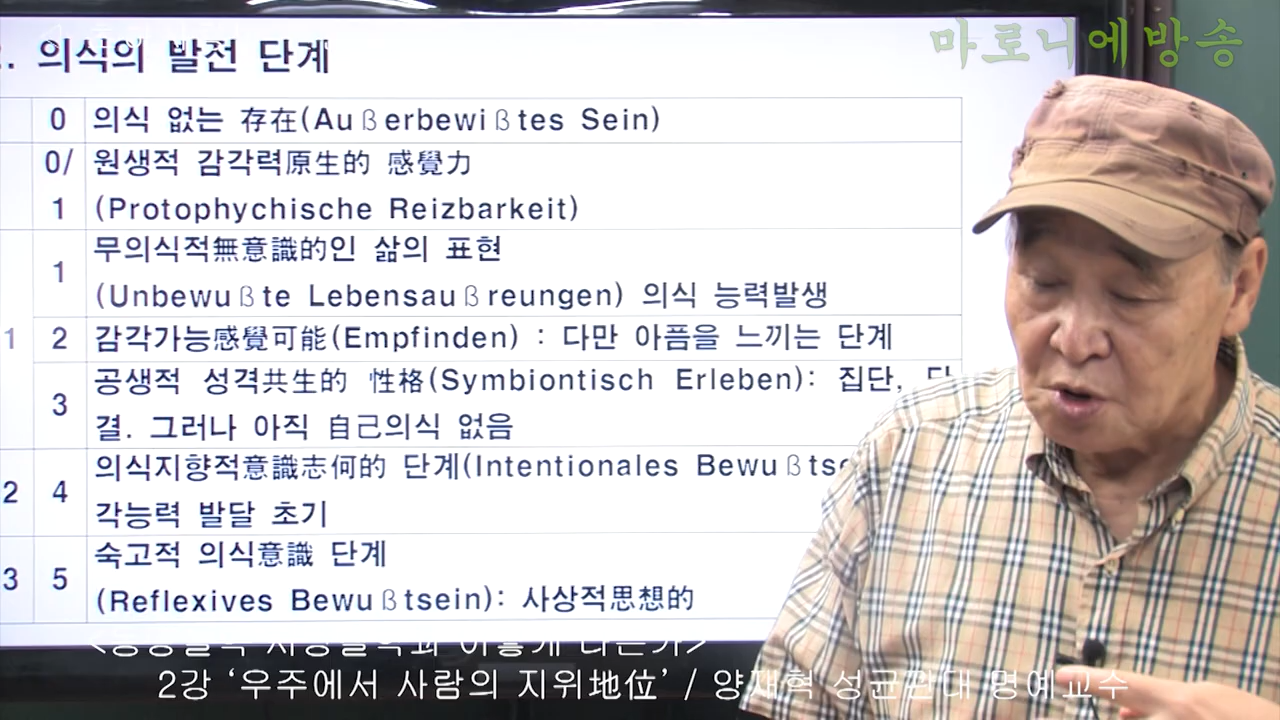 마로니에방송
. 의식의 발전 단계
0 의식 없는 存在(Außerbewißtes Sein)
0/ 원생적 감각력原生的 感覺力
1 (Protophychische Reizbarkeit)
무의식적無意識的인 삶의 표현
1
(Unbewußte Lebensaußreungen) 의식 능력발생
1 2 감각가능感覺可能(Empfinden) : 다만 아픔을 느끼는 단계
공생적 성격共生的 性格(Symbiontisch Erleben): 집단,
3
결. 그러나 아직 自己의식 없음
의식지향적意識志何的 단계(Intentionales
2 4
각능력 발달 초기
숙고적 의식意識 단계
3 5
(Reflexives Bewußtsein): 사상적思想的
2강 ‘우주에서 사람의 지위地位’ / 양재혁 성균관대 명예교수